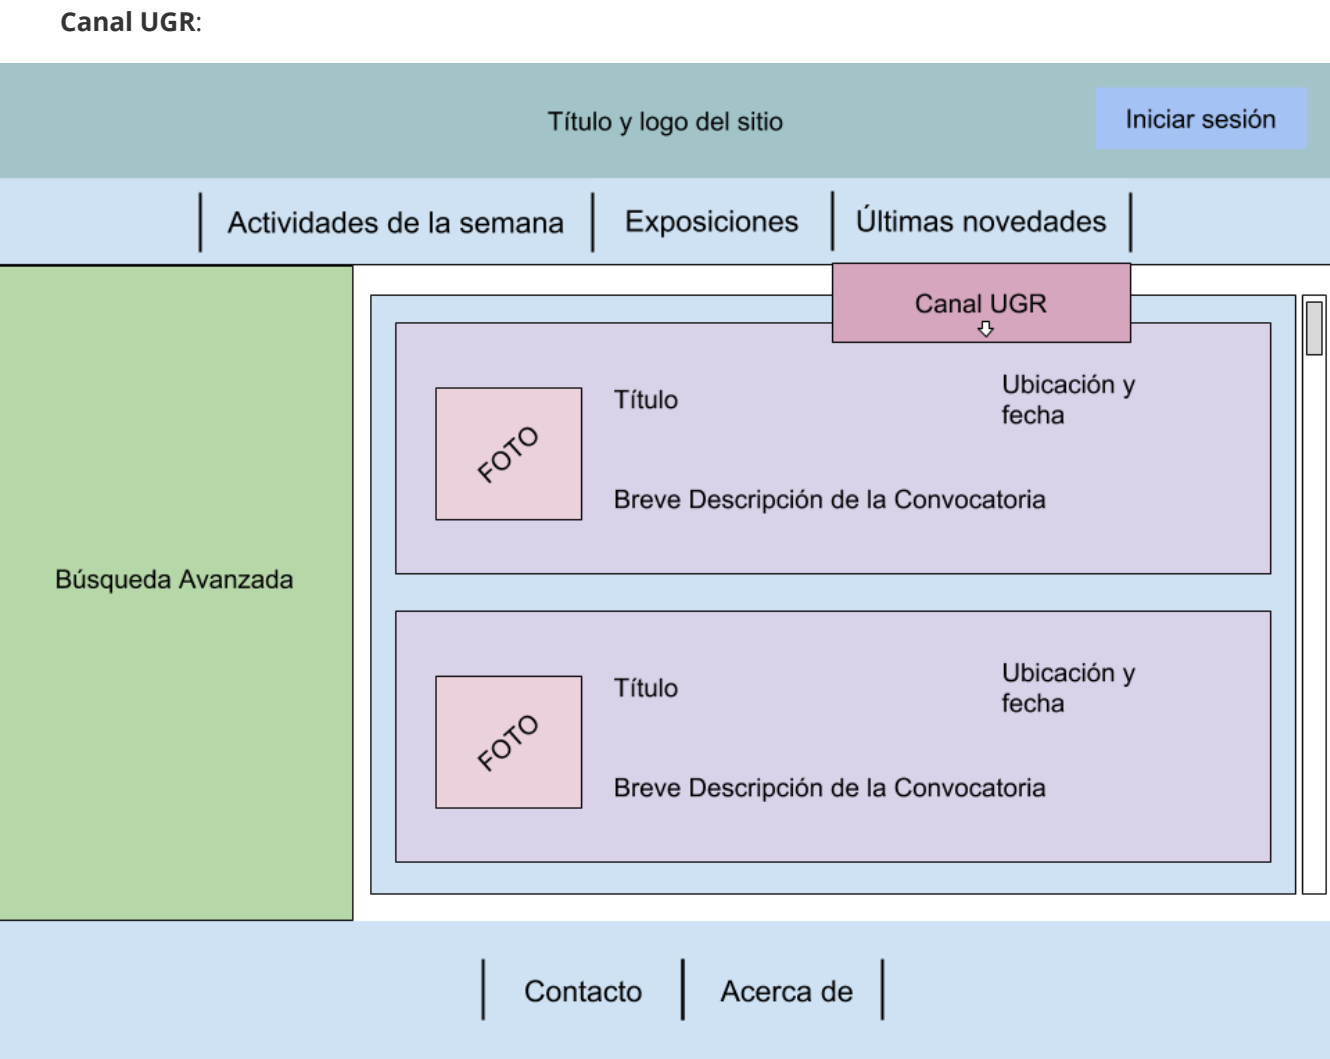 Canal UGR:
Título y logo del sitio
Iniciar sesión
Actividades de la semana
Exposiciones
Últimas novedades
Canal UGR
Búsqueda Avanzada
FOTO
Título
Ubicación y
fecha
Breve Descripción de la Convocatoria
FOTO
Título
Ubicación y
fecha
Breve Descripción de la Convocatoria
Contacto
Acerca de